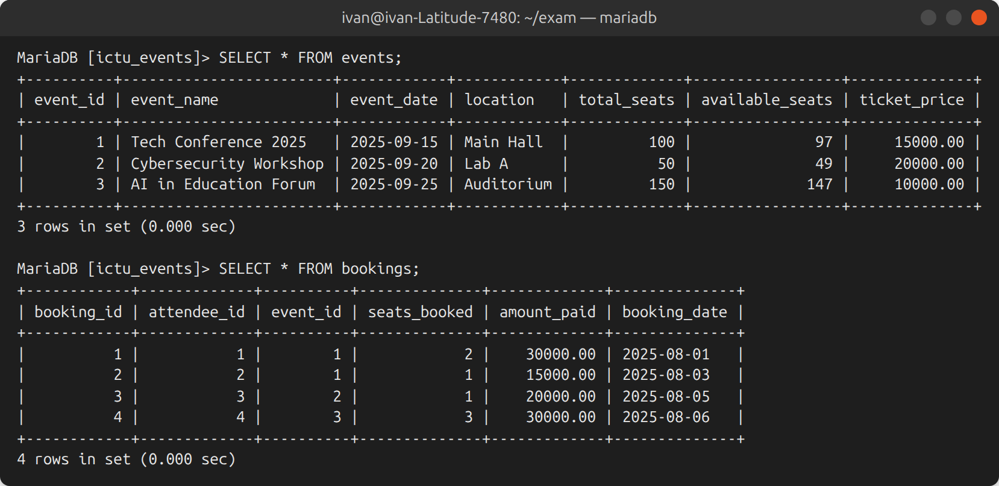 ivan@ivan-Latitude-7480: ~/exam — mariadb
MariaDB [ictu_events]> SELECT * FROM events;
+----------+------------------------+------------+------------+-------------+-----------------+--------------+
| event_id | event_name             | event_date | location   | total_seats | available_seats | ticket_price |
+----------+------------------------+------------+------------+-------------+-----------------+--------------+
|        1 | Tech Conference 2025   | 2025-09-15 | Main Hall  |         100 |              97 |     15000.00 |
|        2 | Cybersecurity Workshop | 2025-09-20 | Lab A      |          50 |              49 |     20000.00 |
|        3 | AI in Education Forum  | 2025-09-25 | Auditorium |         150 |             147 |     10000.00 |
+----------+------------------------+------------+------------+-------------+-----------------+--------------+
3 rows in set (0.000 sec)
MariaDB [ictu_events]> SELECT * FROM bookings;
+------------+-------------+----------+--------------+-------------+--------------+
| booking_id | attendee_id | event_id | seats_booked | amount_paid | booking_date |
+------------+-------------+----------+--------------+-------------+--------------+
|          1 |           1 |        1 |            2 |    30000.00 | 2025-08-01   |
|          2 |           2 |        1 |            1 |    15000.00 | 2025-08-03   |
|          3 |           3 |        2 |            1 |    20000.00 | 2025-08-05   |
|          4 |           4 |        3 |            3 |    30000.00 | 2025-08-06   |
+------------+-------------+----------+--------------+-------------+--------------+
4 rows in set (0.000 sec)